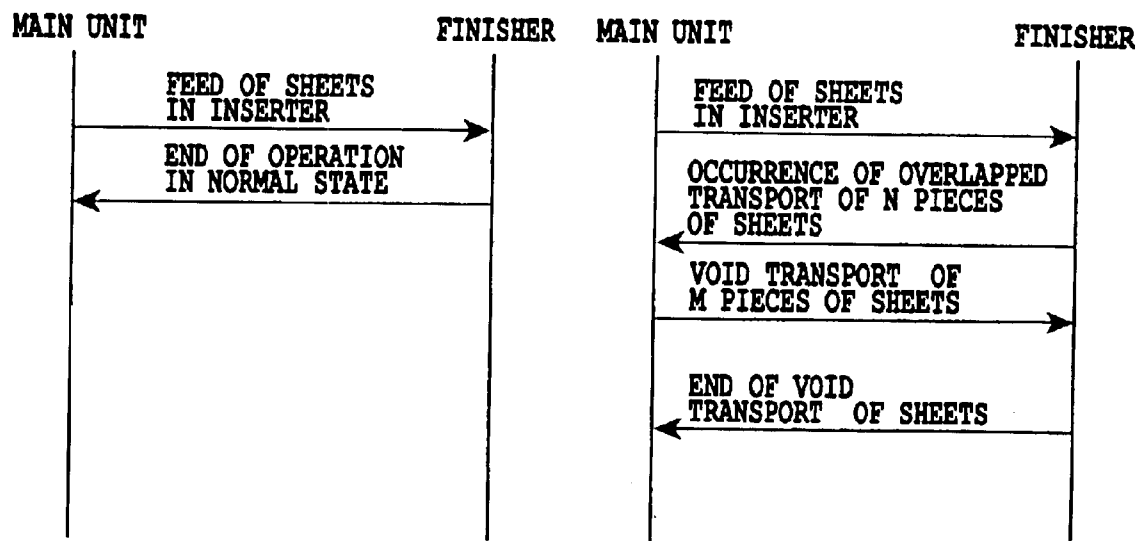 MAIN UNIT
FINISHER
FEED OF SHEETS
IN INSERTER
END OF OPERATION
IN NORMAL STATE
MAIN UNIT
FINISHER
FEED OF SHEETS
IN INSERTER
OCCURRENCE OF OVERLAPPED
TRANSPORT OF N PIECES
OF SHEETS
VOID TRANSPORT OF
M PIECES OF SHEETS
END OF VOID
TRANSPORT OF SHEETS